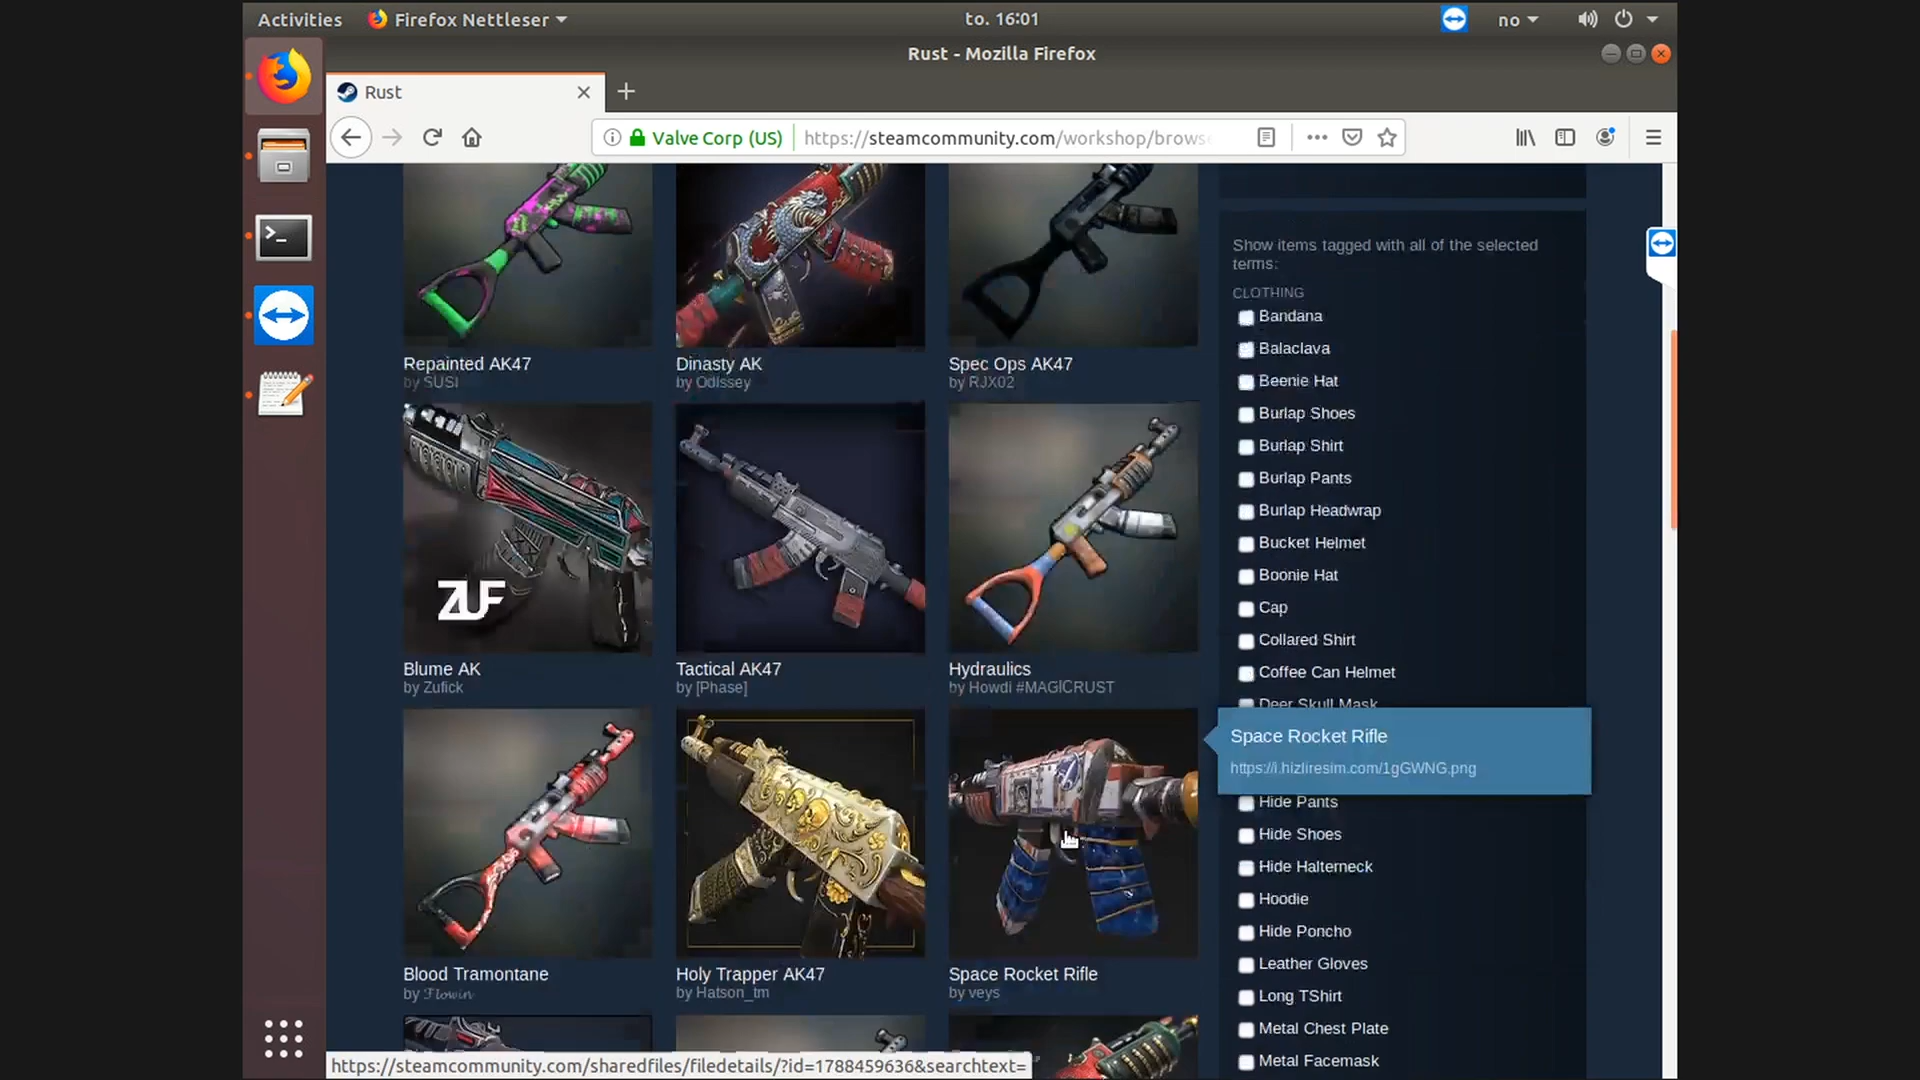 Activities
Firefox Nettleser
to. 16:01
no
Rust - Mozilla Firefox
Rust
Valve Corp (US)
https://steamcommunity.com/workshop/brows
Repainted AK47
by SUSI
Dinasty AK
by Odissey
Spec Ops AK47
by RJX02
ZUF
Blume AK
by Zufick
Tactical AK47
by [Phase]
Hydraulics
by Howdi #MAGICRUST
Blood Tramontane
by Flowin
Holy Trapper AK47
by Hatson_tm
Space Rocket Rifle
by veys
Show items tagged with all of the selected
terms:
CLOTHING
Bandana
Balaclava
Beenie Hat
Burlap Shoes
Burlap Shirt
Burlap Pants
Burlap Headwrap
Bucket Helmet
Boonie Hat
Cap
Collared Shirt
Coffee Can Helmet
Deer Skull Mask
Space Rocket Rifle
https://i.hizliresim.com/1gGWNG.png
Hide Pants
Hide Shoes
Hide Halterneck
Hoodie
Hide Poncho
Leather Gloves
Long TShirt
Metal Chest Plate
Metal Facemask
https://steamcommunity.com/sharedfiles/filedetails/?id=1788459636&searchtext=